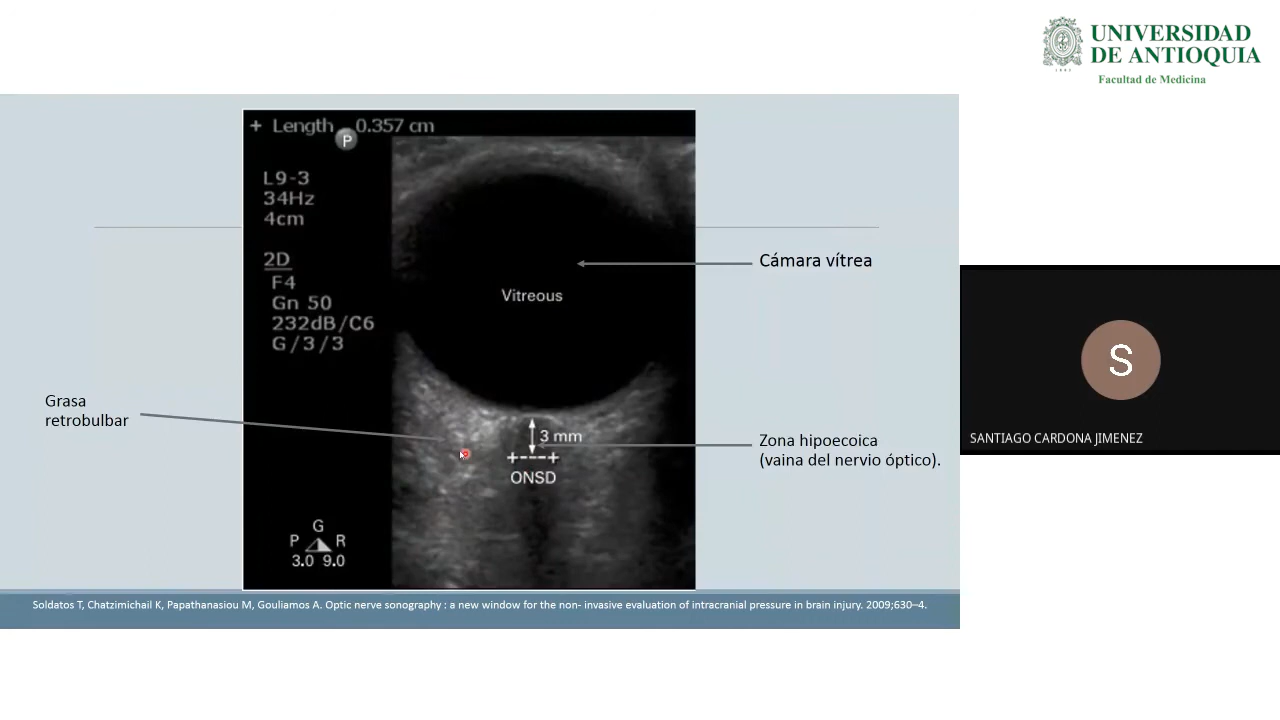 UNIVERSIDAD
DE ANTIOQUIA
1803
Facultad de Medicina
+ Length 0.357 cm
P
L9-3
34Hz
4cm
2D
F4
Gn 50
232dB/C6
G/3/3
Vitreous
Cámara vítrea
Grasa
retrobulbar
3 mm
ONSD
Zona hipoecoica
(vaina del nervio óptico).
G
P R
3.0 9.0
Soldatos T, Chatzimichail K, Papathanasiou M, Gouliamos A. Optic nerve sonography : a new window for the non- invasive evaluation of intracranial pressure in brain injury. 2009;630–4.
S
SANTIAGO CARDONA JIMENEZ